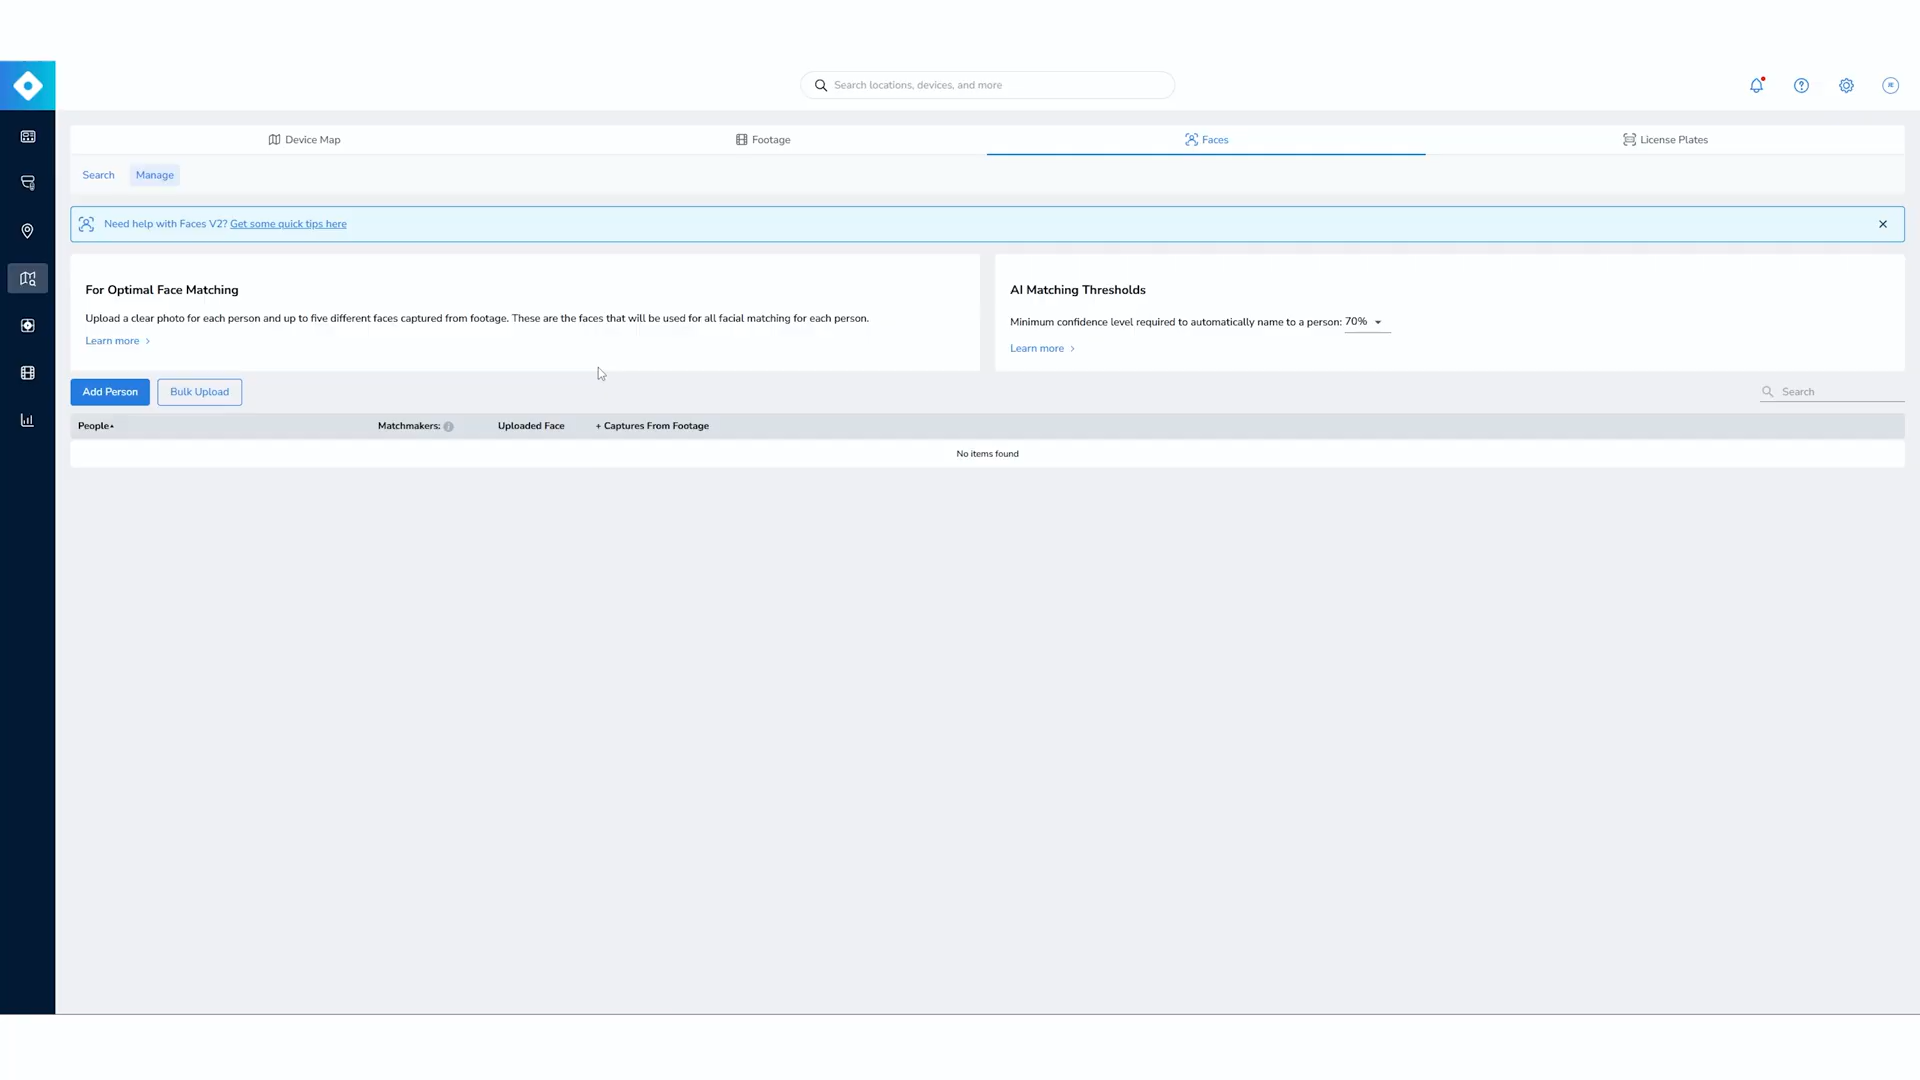 Search locations, devices, and more
Device Map
Footage
Faces
License Plates
Search
Manage
Need help with Faces V2? Get some quick tips here
For Optimal Face Matching
Upload a clear photo for each person and up to five different faces captured from footage. These are the faces that will be used for all facial matching for each person.
Learn more
AI Matching Thresholds
Minimum confidence level required to automatically name to a person: 70%
Learn more
Add Person
Bulk Upload
Search
People
Matchmakers:
Uploaded Face
+ Captures From Footage
No items found